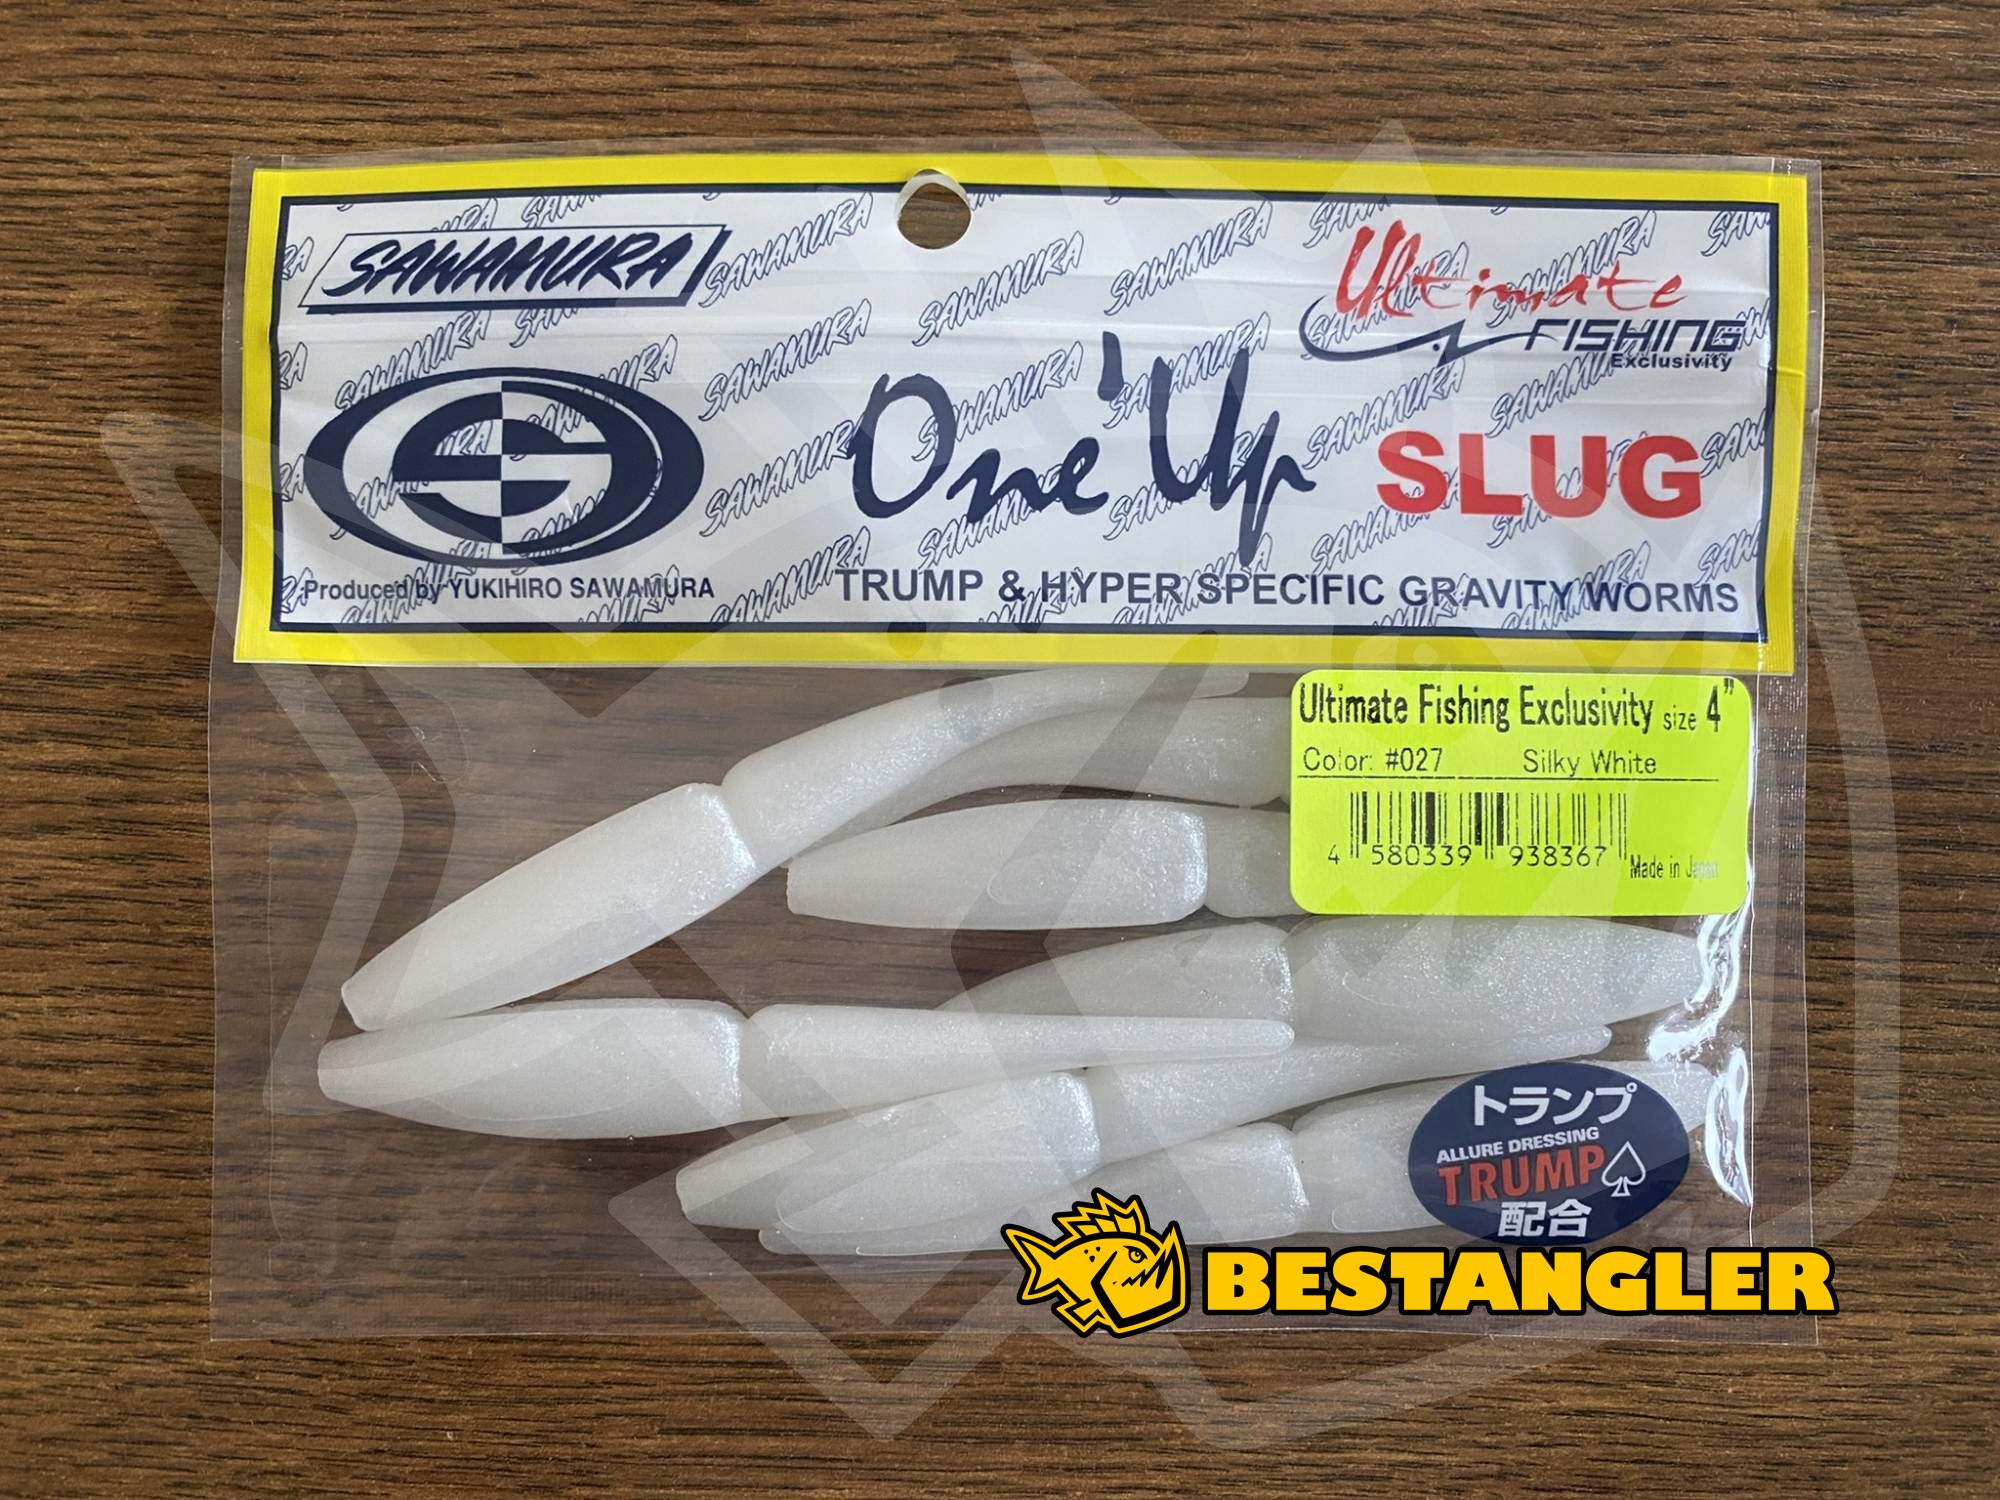 SAWAMURA
Ultimate
FISHING
Exclusivity
One'Up SLUG
Produced by YUKIHIRO SAWAMURA
TRUMP & HYPER SPECIFIC GRAVITY WORMS
Ultimate Fishing Exclusivity size 4"
Color: #027 Silky White
4 580339 938367
Made in Japan
トランプ
ALLURE DRESSING
TRUMP
配合
BESTANGLER